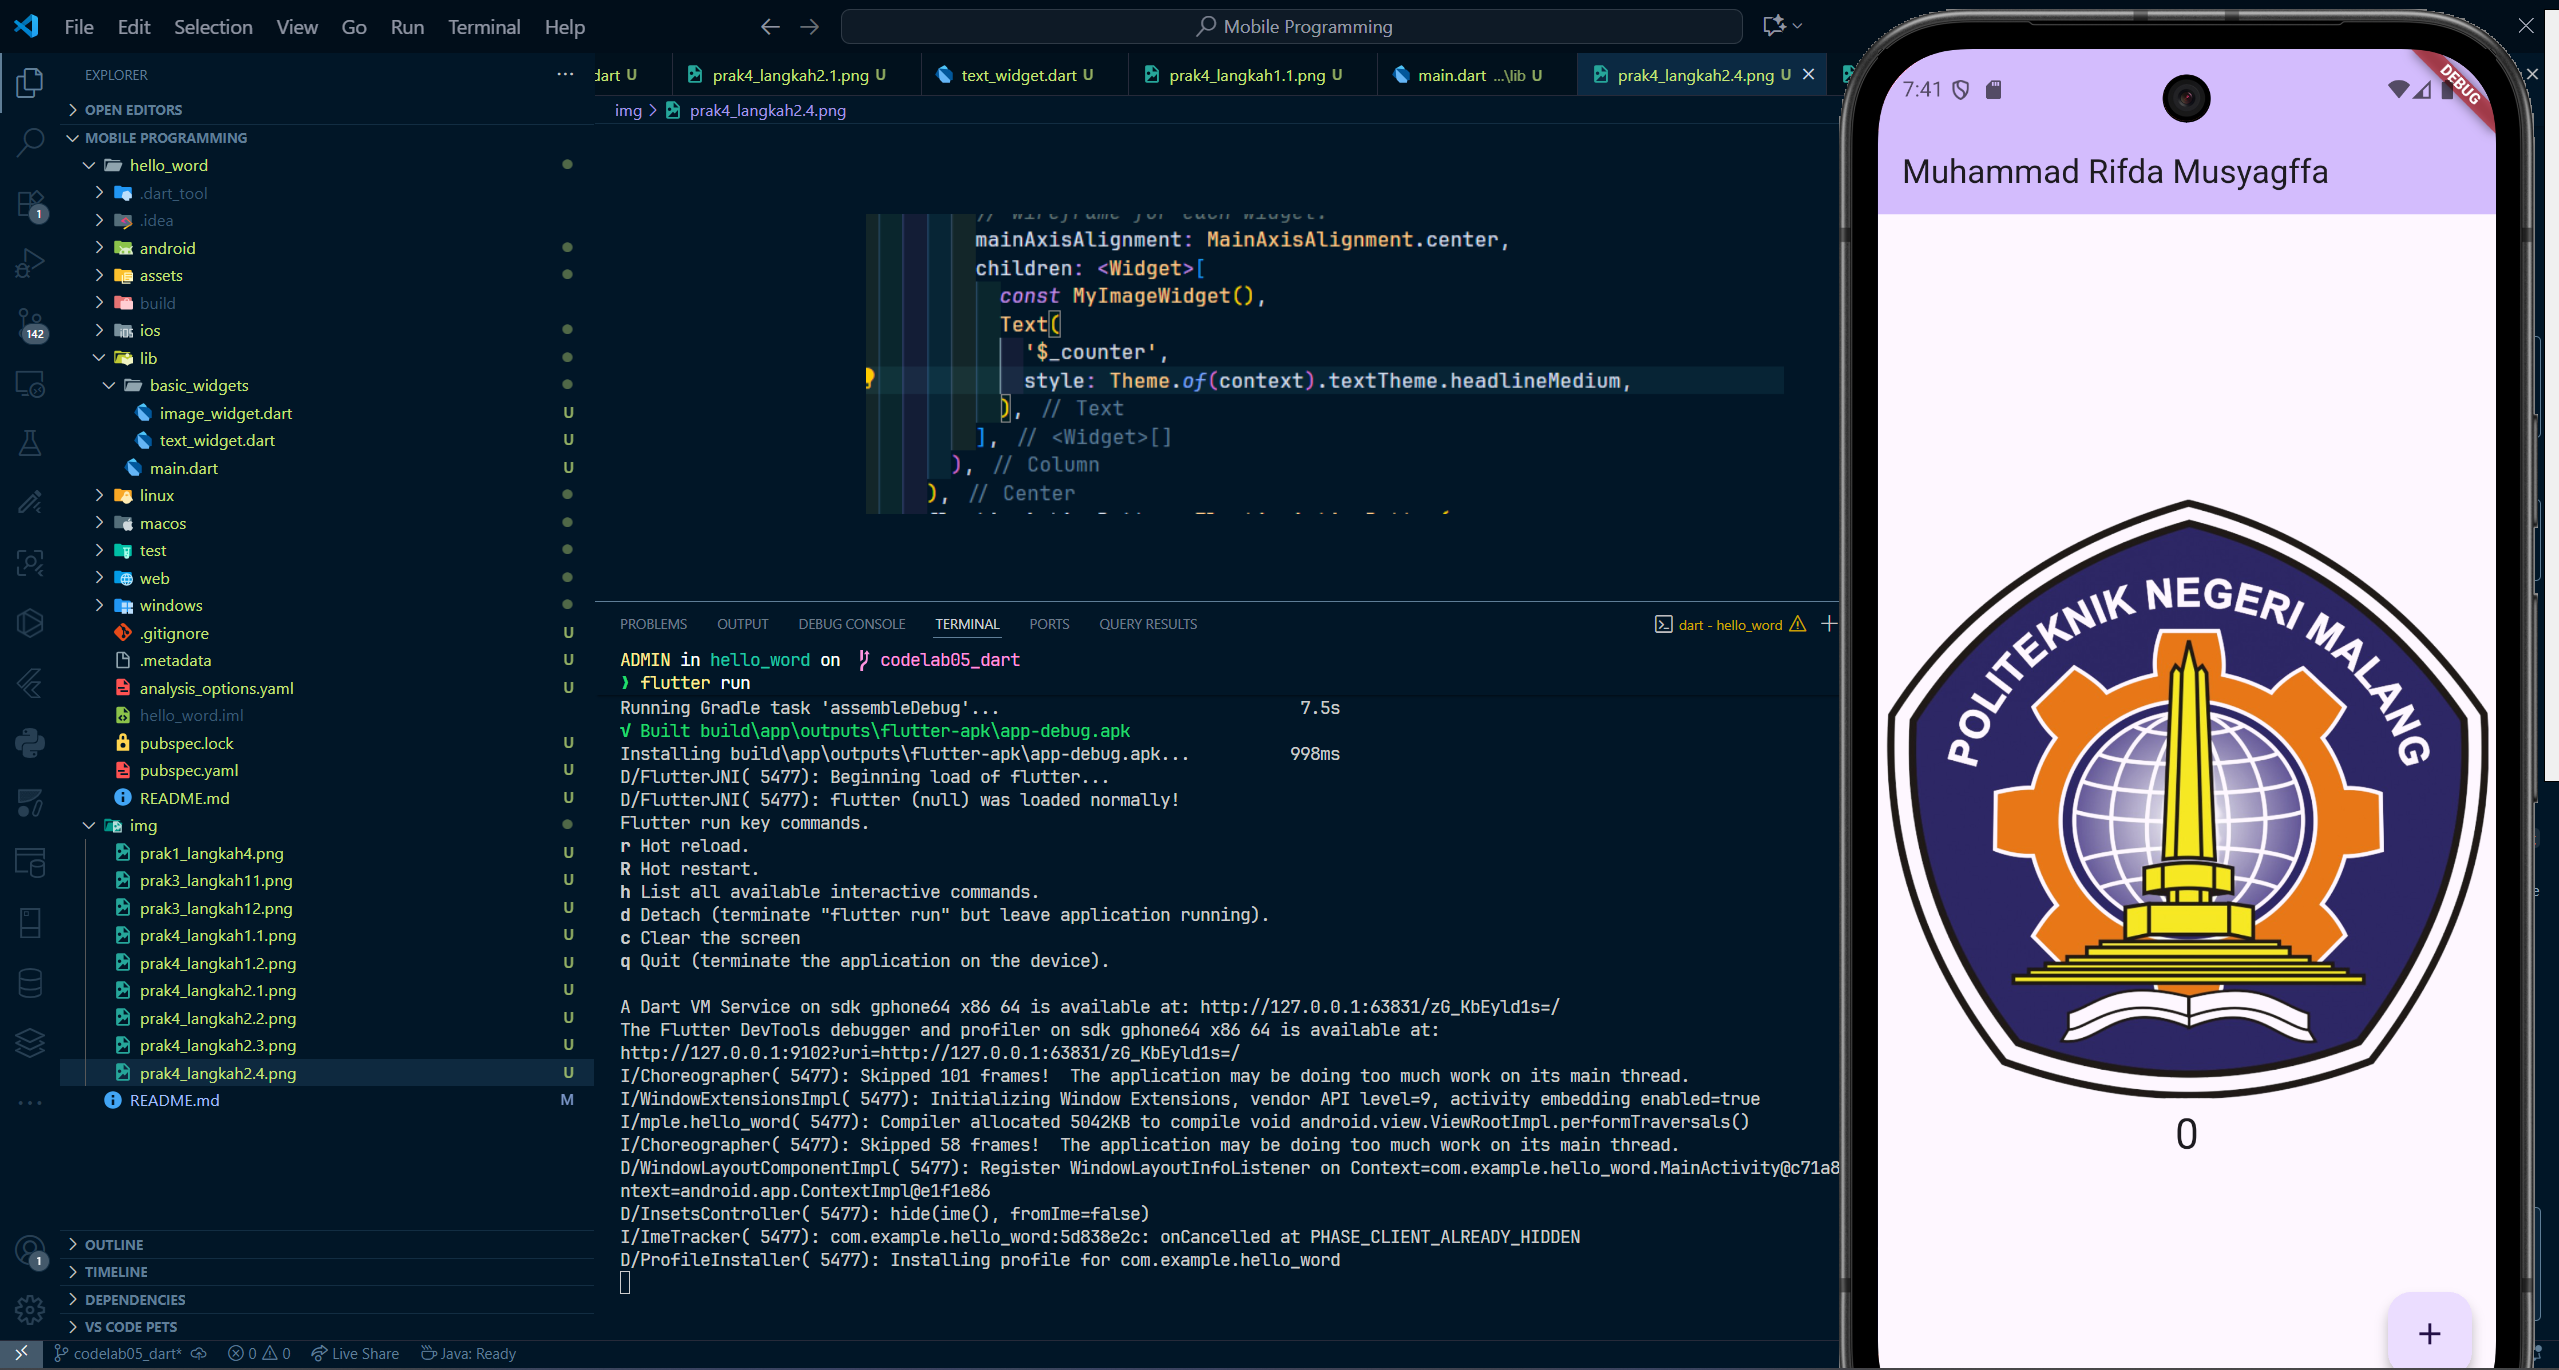 File Edit Selection View Go Run Terminal Help
Mobile Programming
EXPLORER
OPEN EDITORS
MOBILE PROGRAMMING
hello_word
.dart_tool
.idea
android
assets
build
ios
lib
basic_widgets
image_widget.dart U
text_widget.dart U
main.dart U
linux
macos
test
web
windows
.gitignore U
.metadata U
analysis_options.yaml U
hello_word.iml
pubspec.lock U
pubspec.yaml U
README.md U
img
prak1_langkah4.png U
prak3_langkah11.png U
prak3_langkah12.png U
prak4_langkah1.1.png U
prak4_langkah1.2.png U
prak4_langkah2.1.png U
prak4_langkah2.2.png U
prak4_langkah2.3.png U
prak4_langkah2.4.png U
README.md M
OUTLINE
TIMELINE
DEPENDENCIES
VS CODE PETS
1
142
1
dart U
prak4_langkah2.1.png U
text_widget.dart U
prak4_langkah1.1.png U
main.dart ...\lib U
prak4_langkah2.4.png U
img > prak4_langkah2.4.png
// wireframe for each widget.
mainAxisAlignment: MainAxisAlignment.center,
children: <Widget>[
const MyImageWidget(),
Text(
'$_counter',
style: Theme.of(context).textTheme.headlineMedium,
), // Text
], // <Widget>[]
), // Column
), // Center
PROBLEMS OUTPUT DEBUG CONSOLE TERMINAL PORTS QUERY RESULTS
dart - hello_word
ADMIN in hello_word on codelab05_dart
❯ flutter run
Running Gradle task 'assembleDebug'... 7.5s
√ Built build\app\outputs\flutter-apk\app-debug.apk
Installing build\app\outputs\flutter-apk\app-debug.apk... 998ms
D/FlutterJNI( 5477): Beginning load of flutter...
D/FlutterJNI( 5477): flutter (null) was loaded normally!
Flutter run key commands.
r Hot reload.
R Hot restart.
h List all available interactive commands.
d Detach (terminate "flutter run" but leave application running).
c Clear the screen
q Quit (terminate the application on the device).
A Dart VM Service on sdk gphone64 x86 64 is available at: http://127.0.0.1:63831/zG_KbEyld1s=/
The Flutter DevTools debugger and profiler on sdk gphone64 x86 64 is available at:
http://127.0.0.1:9102?uri=http://127.0.0.1:63831/zG_KbEyld1s=/
I/Choreographer( 5477): Skipped 101 frames!  The application may be doing too much work on its main thread.
I/WindowExtensionsImpl( 5477): Initializing Window Extensions, vendor API level=9, activity embedding enabled=true
I/mple.hello_word( 5477): Compiler allocated 5042KB to compile void android.view.ViewRootImpl.performTraversals()
I/Choreographer( 5477): Skipped 58 frames!  The application may be doing too much work on its main thread.
D/WindowLayoutComponentImpl( 5477): Register WindowLayoutInfoListener on Context=com.example.hello_word.MainActivity@c71a8
ntext=android.app.ContextImpl@e1f1e86
D/InsetsController( 5477): hide(ime(), fromIme=false)
I/ImeTracker( 5477): com.example.hello_word:5d838e2c: onCancelled at PHASE_CLIENT_ALREADY_HIDDEN
D/ProfileInstaller( 5477): Installing profile for com.example.hello_word
codelab05_dart* 0 0 Live Share Java: Ready
7:41
DEBUG
Muhammad Rifda Musyagffa
POLITEKNIK NEGERI MALANG
0
+